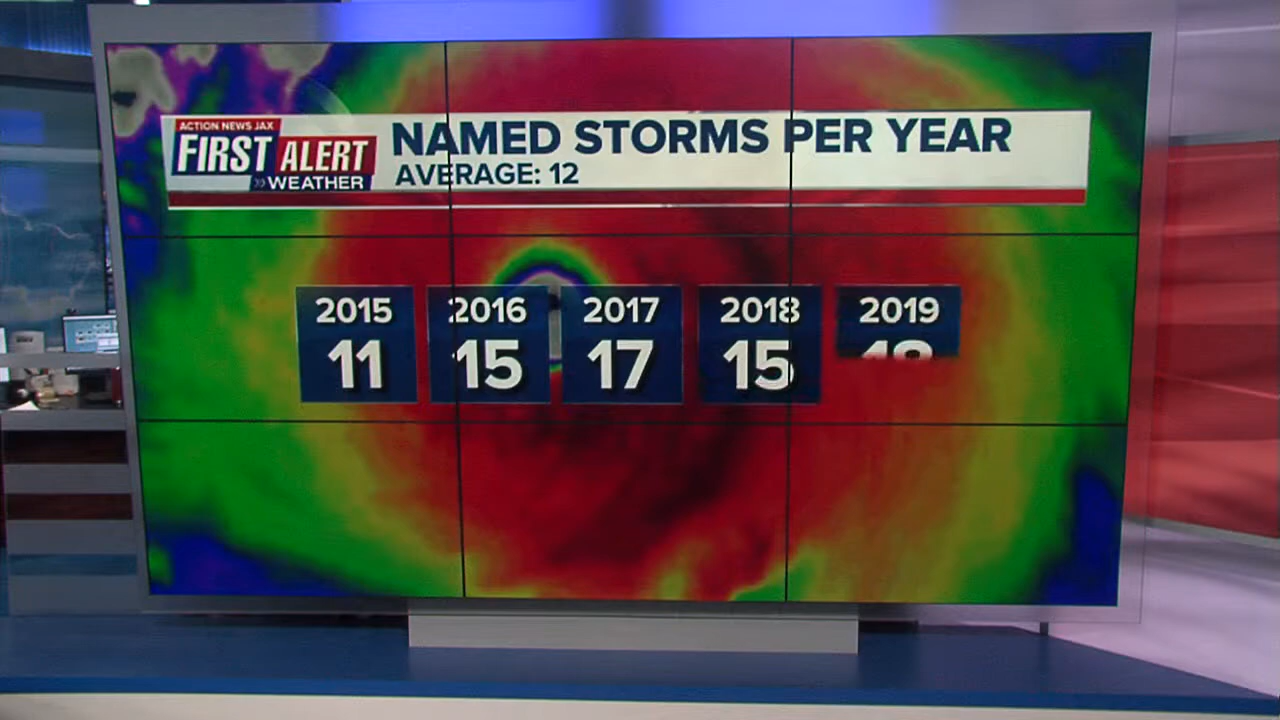 ACTION NEWS JAX
FIRST ALERT
WEATHER
NAMED STORMS PER YEAR
AVERAGE: 12
2015 2016 2017 2018 2019
11 15 17 15